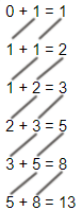 0 + 1 = 1
1 + 1 = 2
1 + 2 = 3
2 + 3 = 5
3 + 5 = 8
5 + 8 = 13